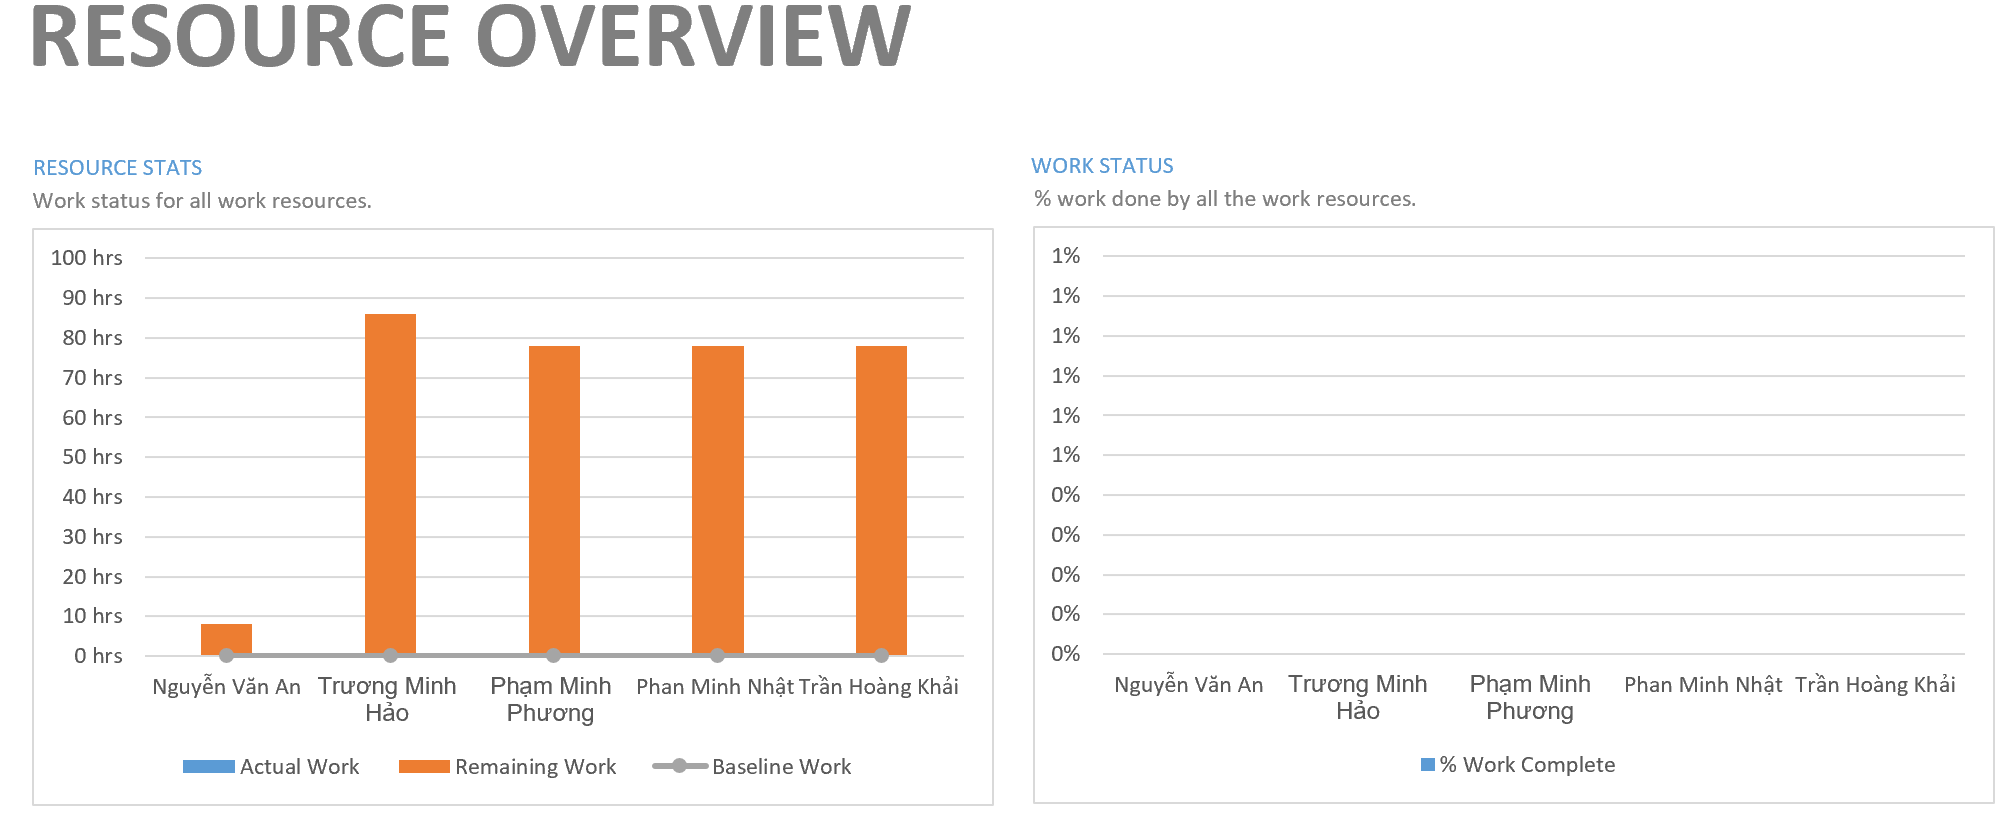 RESOURCE OVERVIEW
RESOURCE STATS
Work status for all work resources.
100 hrs
90 hrs
80 hrs
70 hrs
60 hrs
50 hrs
40 hrs
30 hrs
20 hrs
10 hrs
0 hrs
Nguyễn Văn An
Trương Minh
Hảo
Phạm Minh
Phương
Phan Minh Nhật
Trần Hoàng Khải
Actual Work
Remaining Work
Baseline Work
WORK STATUS
% work done by all the work resources.
1%
1%
1%
1%
1%
1%
0%
0%
0%
0%
0%
Nguyễn Văn An
Trương Minh
Hảo
Phạm Minh
Phương
Phan Minh Nhật
Trần Hoàng Khải
% Work Complete